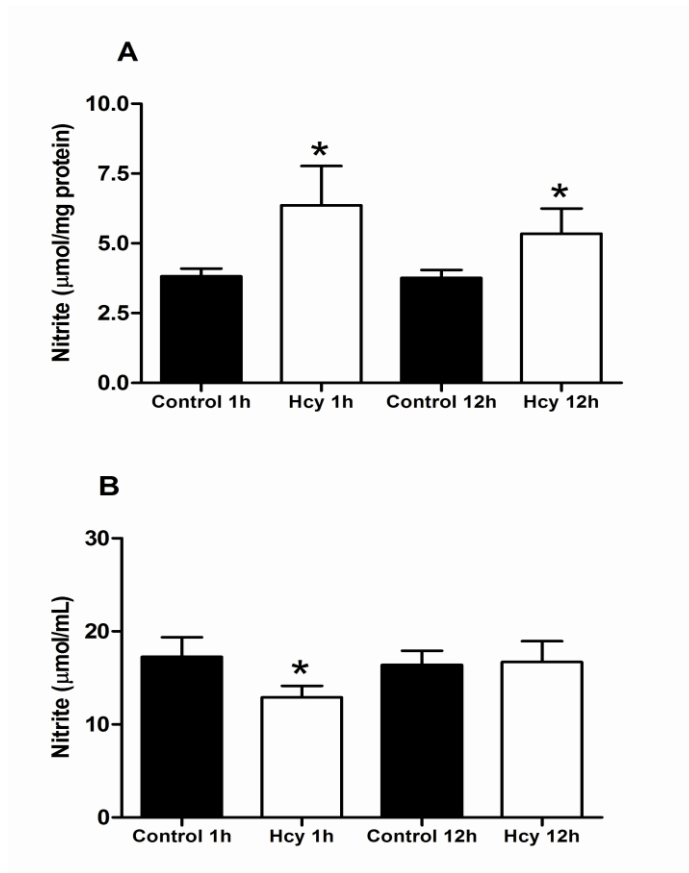 A
Nitrite (μmol/mg protein)
10.0
7.5
5.0
2.5
0.0
*
*
Control 1h Hcy 1h Control 12h Hcy 12h
B
Nitrite (μmol/mL)
30
20
10
0
*
Control 1h Hcy 1h Control 12h Hcy 12h